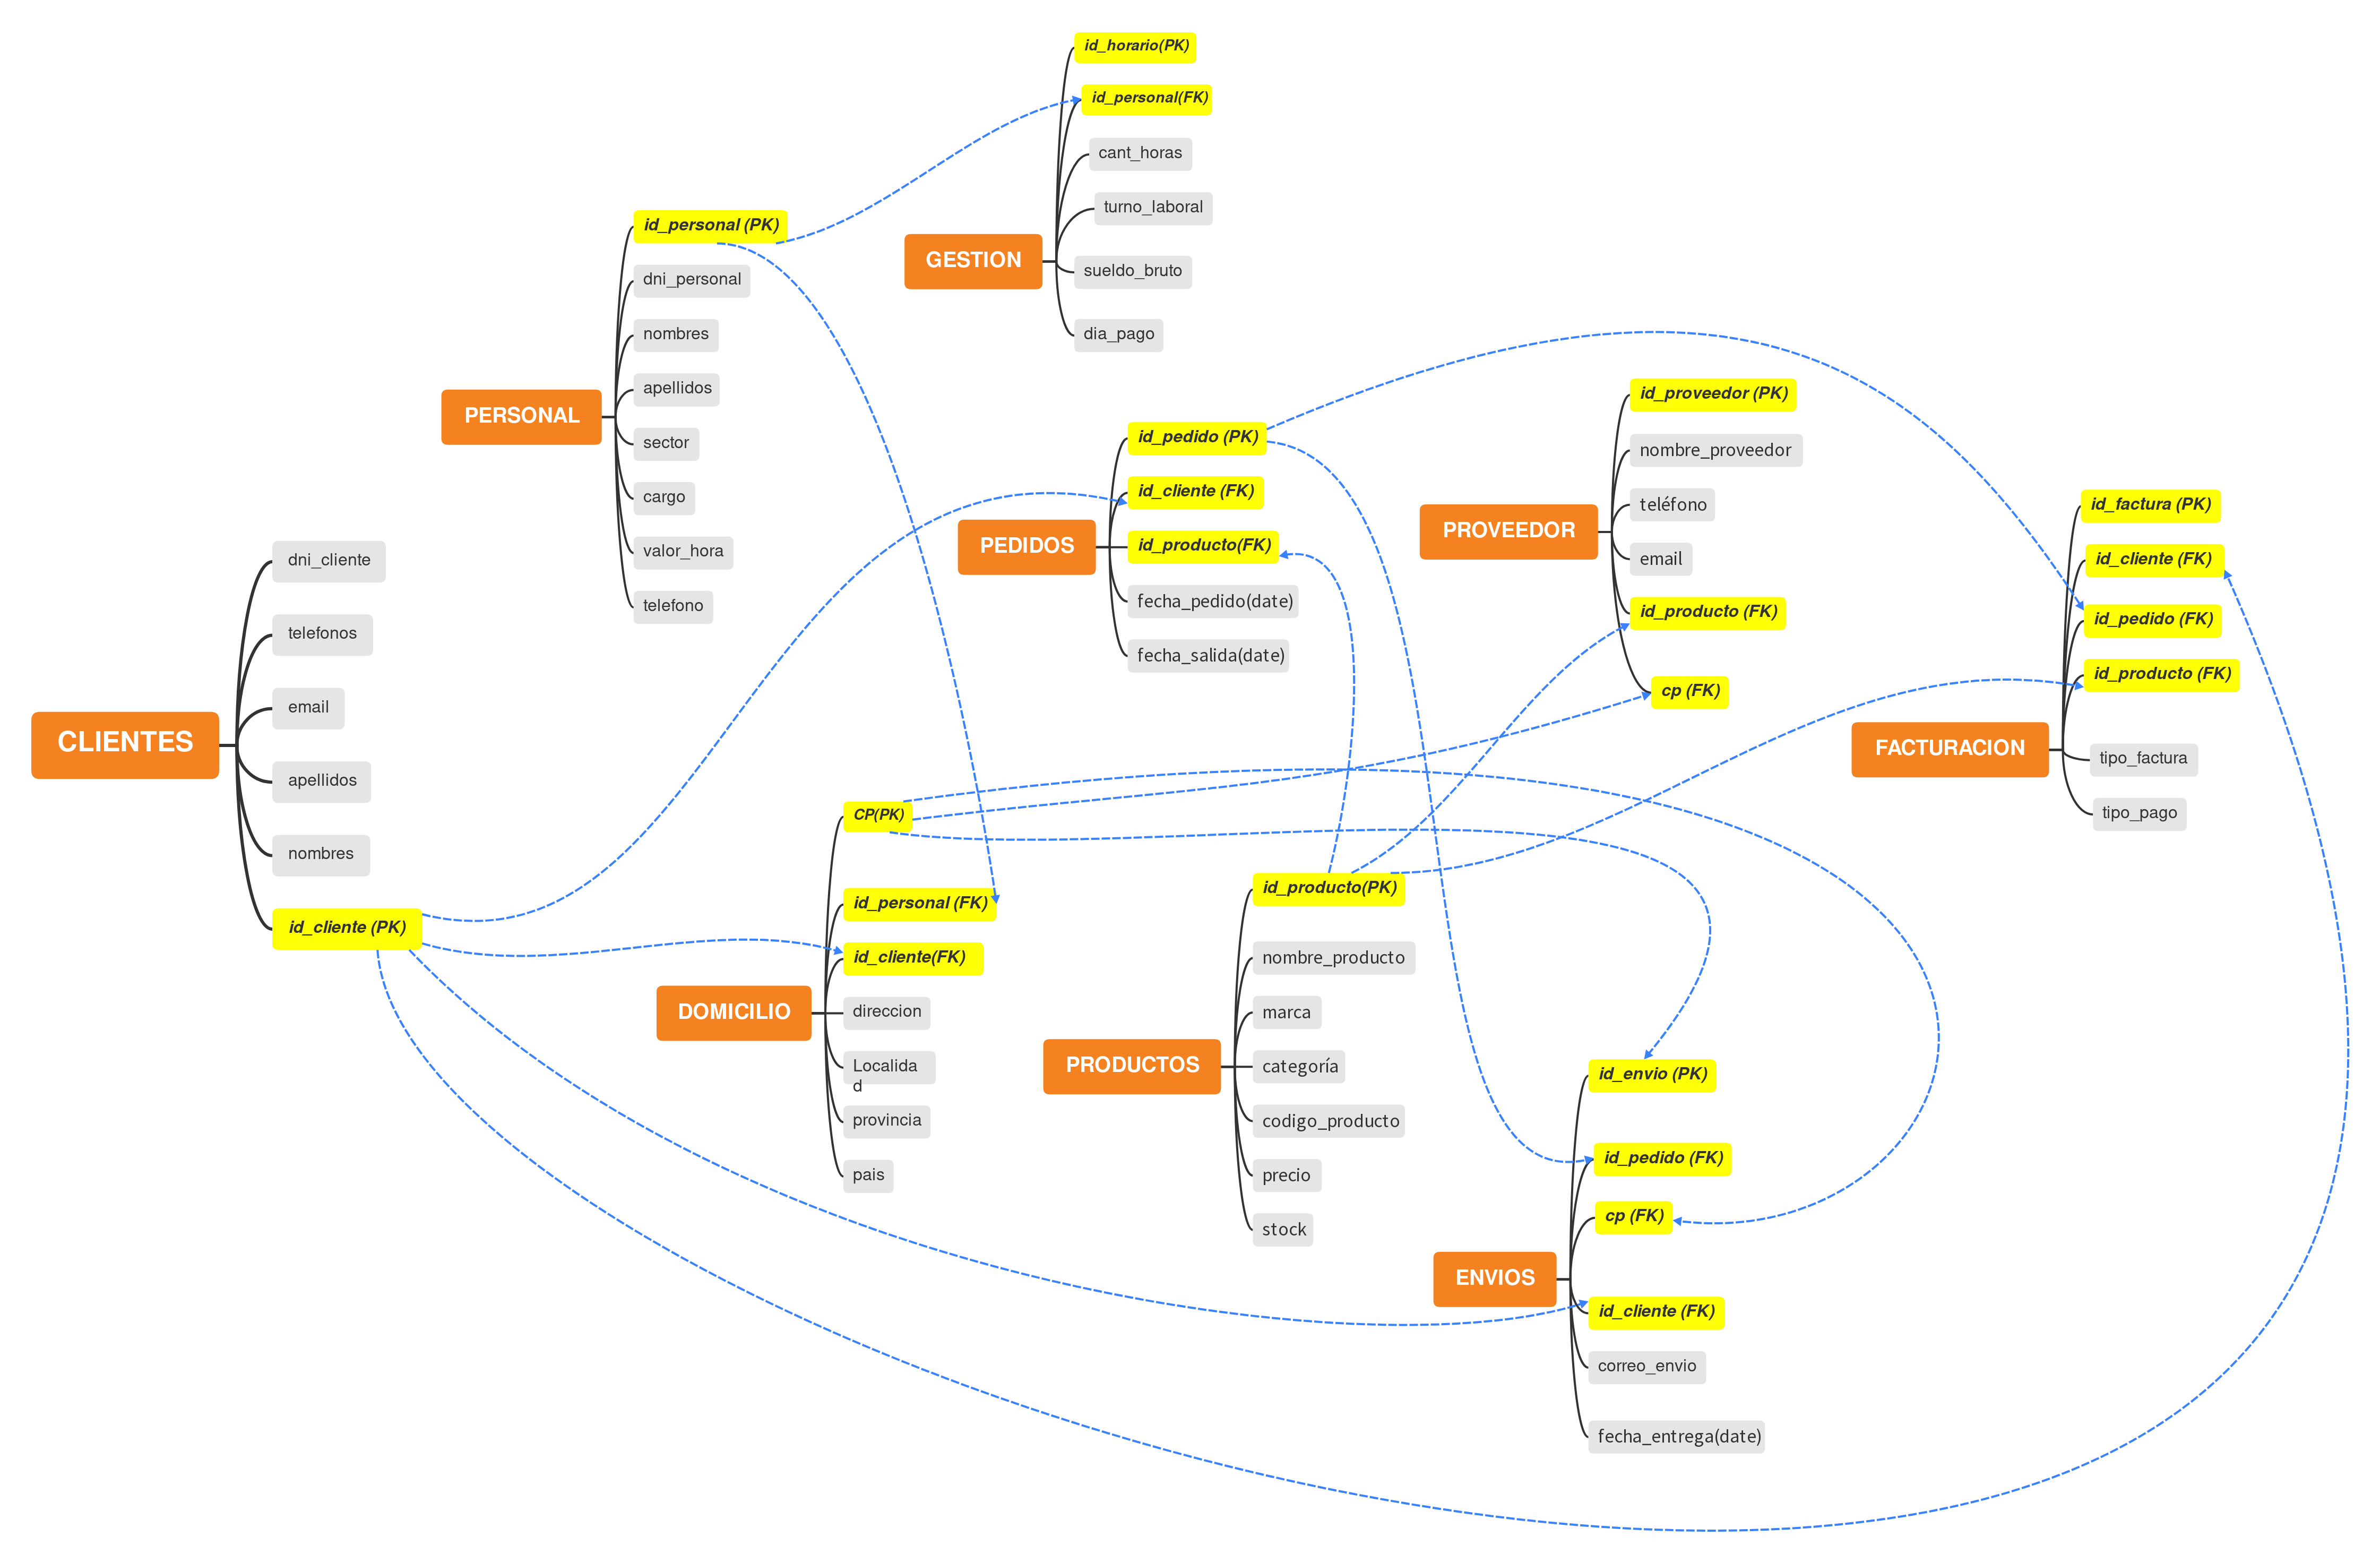 CLIENTES
dni_cliente
telefonos
email
apellidos
nombres
id_cliente (PK)
PERSONAL
id_personal (PK)
dni_personal
nombres
apellidos
sector
cargo
valor_hora
telefono
GESTION
id_horario(PK)
id_personal(FK)
cant_horas
turno_laboral
sueldo_bruto
dia_pago
DOMICILIO
CP(PK)
id_personal (FK)
id_cliente(FK)
direccion
Localida
d
provincia
pais
PEDIDOS
id_pedido (PK)
id_cliente (FK)
id_producto(FK)
fecha_pedido(date)
fecha_salida(date)
PRODUCTOS
id_producto(PK)
nombre_producto
marca
categoría
codigo_producto
precio
stock
PROVEEDOR
id_proveedor (PK)
nombre_proveedor
teléfono
email
id_producto (FK)
cp (FK)
ENVIOS
id_envio (PK)
id_pedido (FK)
cp (FK)
id_cliente (FK)
correo_envio
fecha_entrega(date)
FACTURACION
id_factura (PK)
id_cliente (FK)
id_pedido (FK)
id_producto (FK)
tipo_factura
tipo_pago